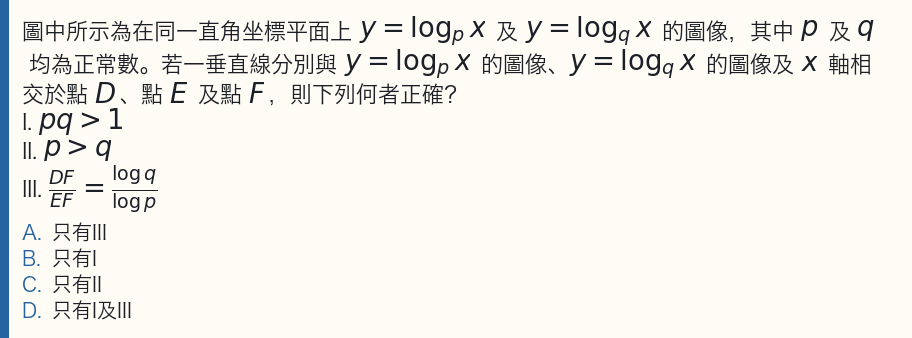 圖中所示為在同一直角坐標平面上 $y = \log_p x$ 及 $y = \log_q x$ 的圖像，其中 $p$ 及 $q$
均為正常數。若一垂直線分別與 $y = \log_p x$ 的圖像、$y = \log_q x$ 的圖像及 $x$ 軸相
交於點 $D$、點 $E$ 及點 $F$，則下列何者正確？
I. $pq > 1$
II. $p > q$
III. $\frac{DF}{EF} = \frac{\log q}{\log p}$
A. 只有III
B. 只有I
C. 只有II
D. 只有I及III